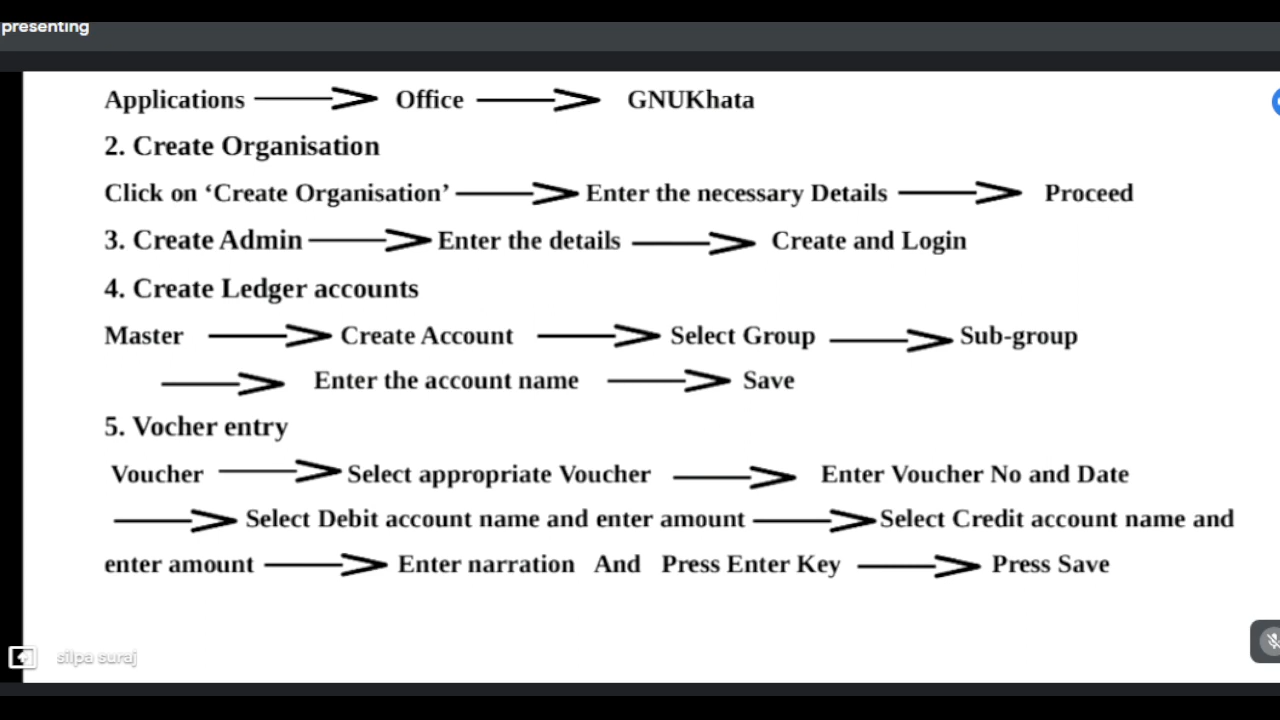 presenting
Applications Office GNUKhata
2. Create Organisation
Click on ‘Create Organisation’ Enter the necessary Details Proceed
3. Create Admin Enter the details Create and Login
4. Create Ledger accounts
Master Create Account Select Group Sub-group
Enter the account name Save
5. Vocher entry
Voucher Select appropriate Voucher Enter Voucher No and Date
Select Debit account name and enter amount Select Credit account name and
enter amount Enter narration And Press Enter Key Press Save
silpa suraj